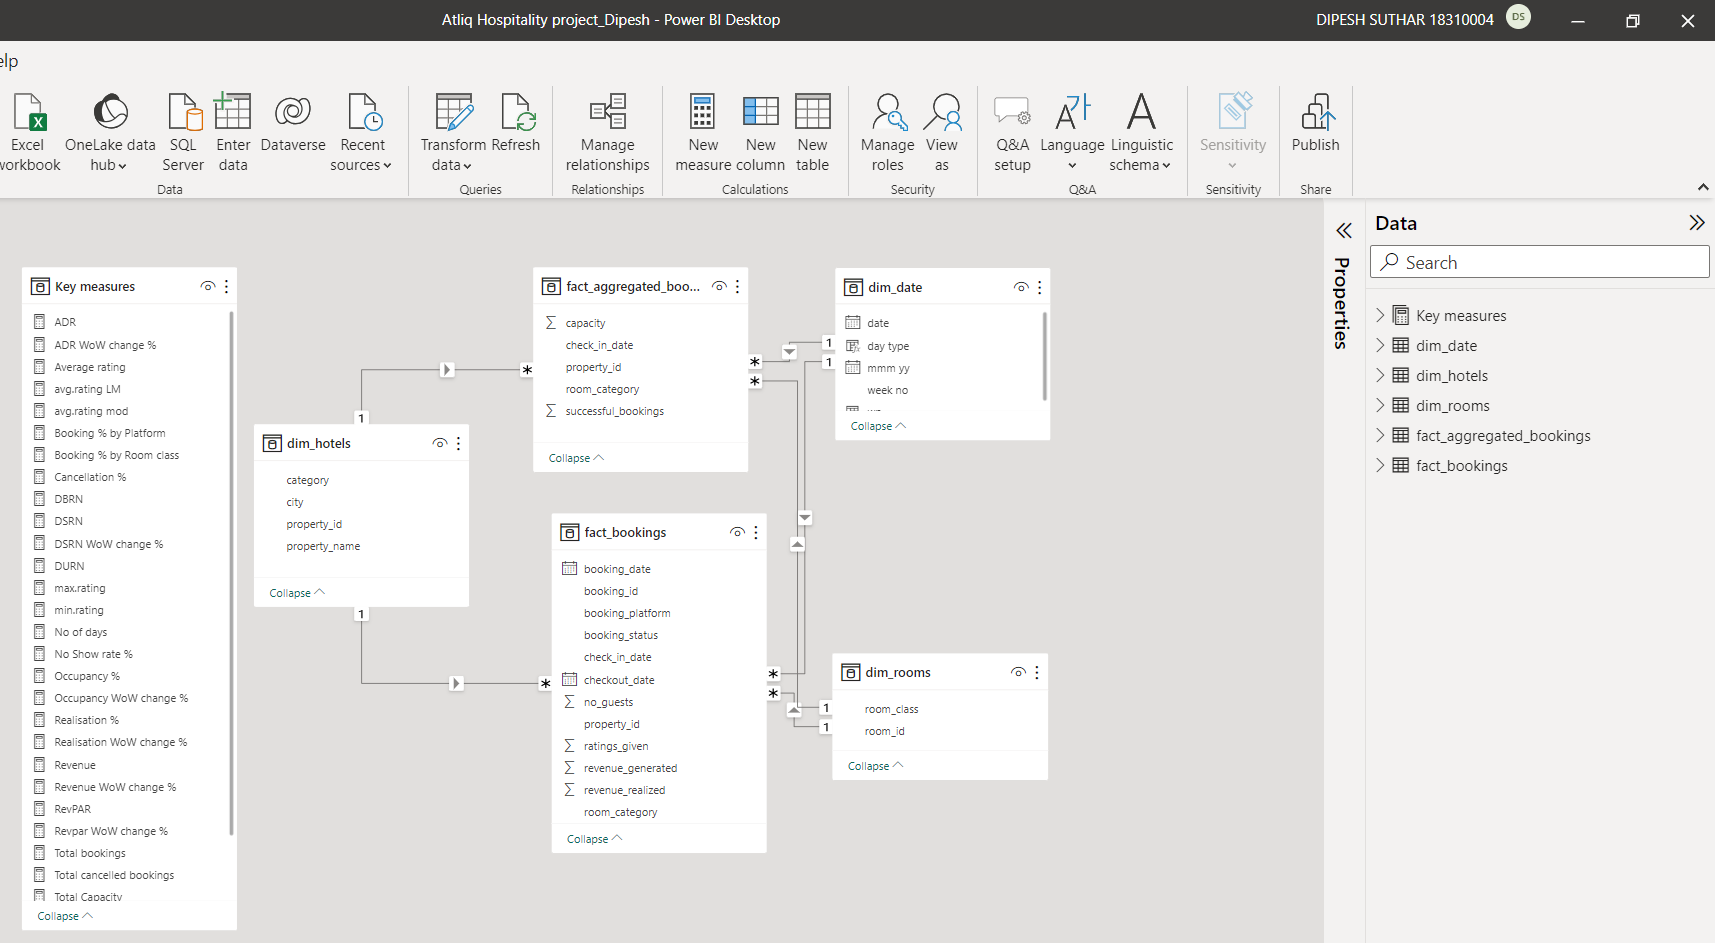 Atliq Hospitality project_Dipesh - Power BI Desktop
DIPESH SUTHAR 18310004
DS
elp
Excel
workbook
OneLake data
hub
SQL
Server
Enter
data
Dataverse
Recent
sources
Data
Transform
data
Refresh
Queries
Manage
relationships
Relationships
New
measure
New
column
New
table
Calculations
Manage
roles
View
as
Security
Q&A
setup
Language
Linguistic
schema
Q&A
Sensitivity
Sensitivity
Publish
Share
Key measures
ADR
ADR WoW change %
Average rating
avg.rating LM
avg.rating mod
Booking % by Platform
Booking % by Room class
Cancellation %
DBRN
DSRN
DSRN WoW change %
DURN
max.rating
min.rating
No of days
No Show rate %
Occupancy %
Occupancy WoW change %
Realisation %
Realisation WoW change %
Revenue
Revenue WoW change %
RevPAR
Revpar WoW change %
Total bookings
Total cancelled bookings
Total Capacity
Collapse
1
dim_hotels
category
city
property_id
property_name
Collapse
1
*
fact_aggregated_boo...
capacity
check_in_date
property_id
room_category
successful_bookings
Collapse
*
*
*
fact_bookings
booking_date
booking_id
booking_platform
booking_status
check_in_date
checkout_date
no_guests
property_id
ratings_given
revenue_generated
revenue_realized
room_category
Collapse
*
*
1
1
dim_date
date
day type
mmm yy
week no
Collapse
dim_rooms
room_class
room_id
Collapse
1
1
Properties
Data
Search
Key measures
dim_date
dim_hotels
dim_rooms
fact_aggregated_bookings
fact_bookings